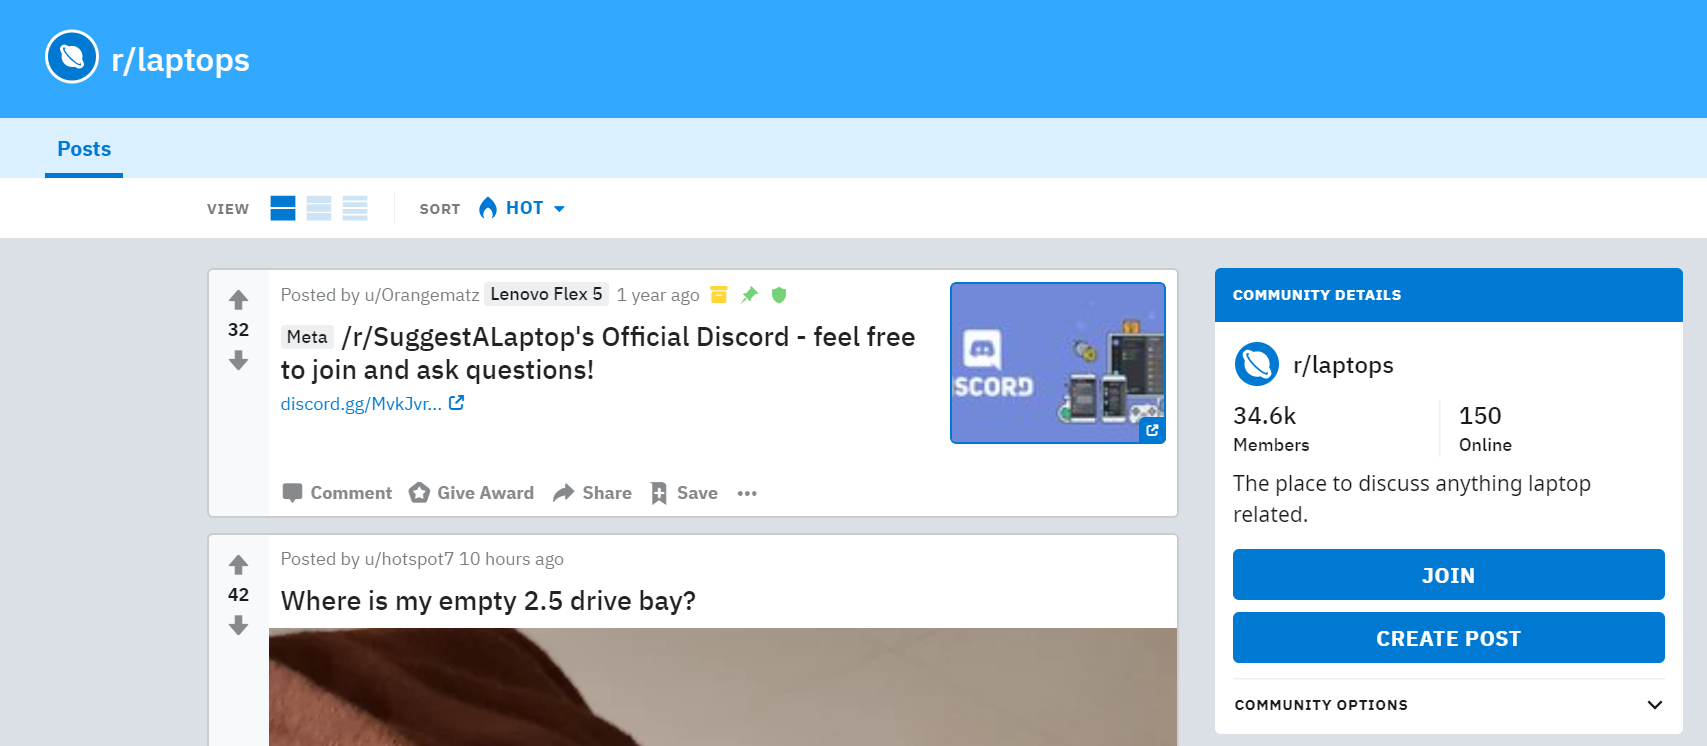 r/laptops
Posts
VIEW SORT HOT
Posted by u/Orangematz Lenovo Flex 5 1 year ago
32
Meta /r/SuggestALaptop's Official Discord - feel free
to join and ask questions!
discord.gg/MvkJvr...
SCORD
Comment Give Award Share Save
Posted by u/hotspot7 10 hours ago
42
Where is my empty 2.5 drive bay?
COMMUNITY DETAILS
r/laptops
34.6k 150
Members Online
The place to discuss anything laptop
related.
JOIN
CREATE POST
COMMUNITY OPTIONS